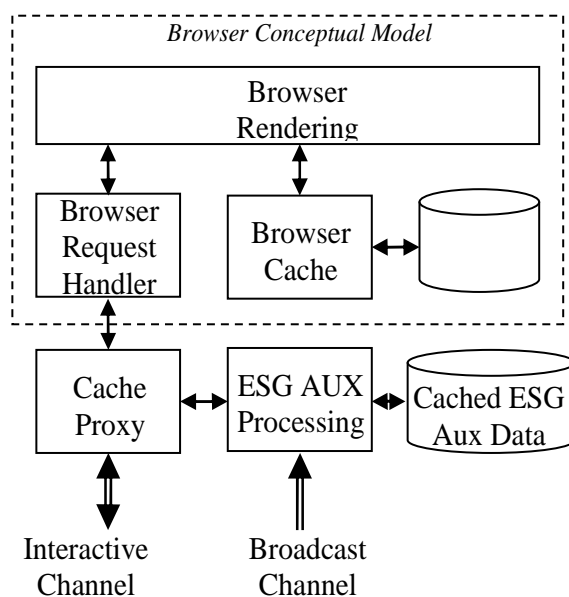 Browser Conceptual Model
Browser
Rendering
Browser
Request
Handler
Browser
Cache
Cache
Proxy
ESG AUX
Processing
Cached ESG
Aux Data
Interactive
Channel
Broadcast
Channel